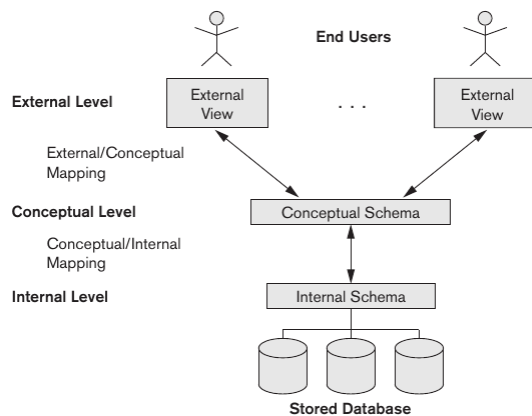 End Users
External Level
External
View
. . .
External
View
External/Conceptual
Mapping
Conceptual Level
Conceptual Schema
Conceptual/Internal
Mapping
Internal Level
Internal Schema
Stored Database